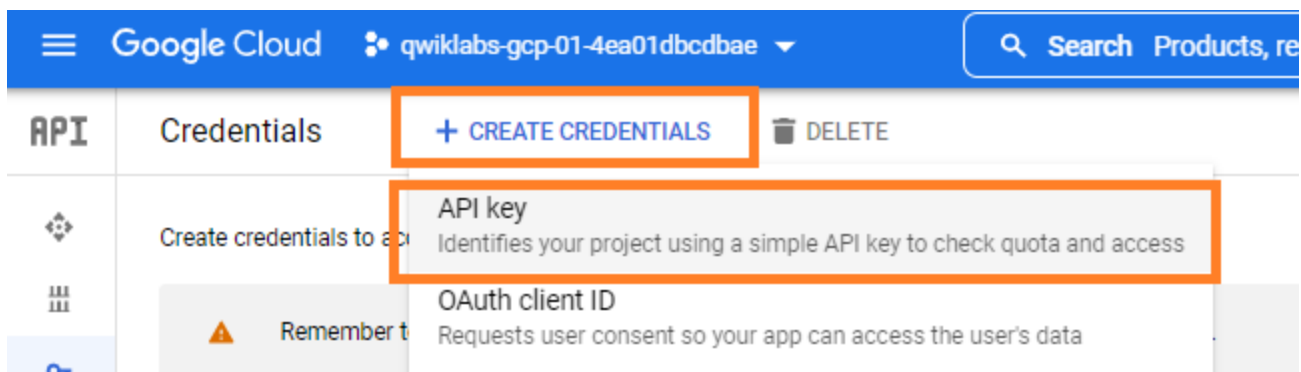 Google Cloud qwiklabs-gcp-01-4ea01dbcdbae Search Products, re
API Credentials + CREATE CREDENTIALS DELETE
API key
Create credentials to Identifies your project using a simple API key to check quota and access
OAuth client ID
Remember t Requests user consent so your app can access the user's data